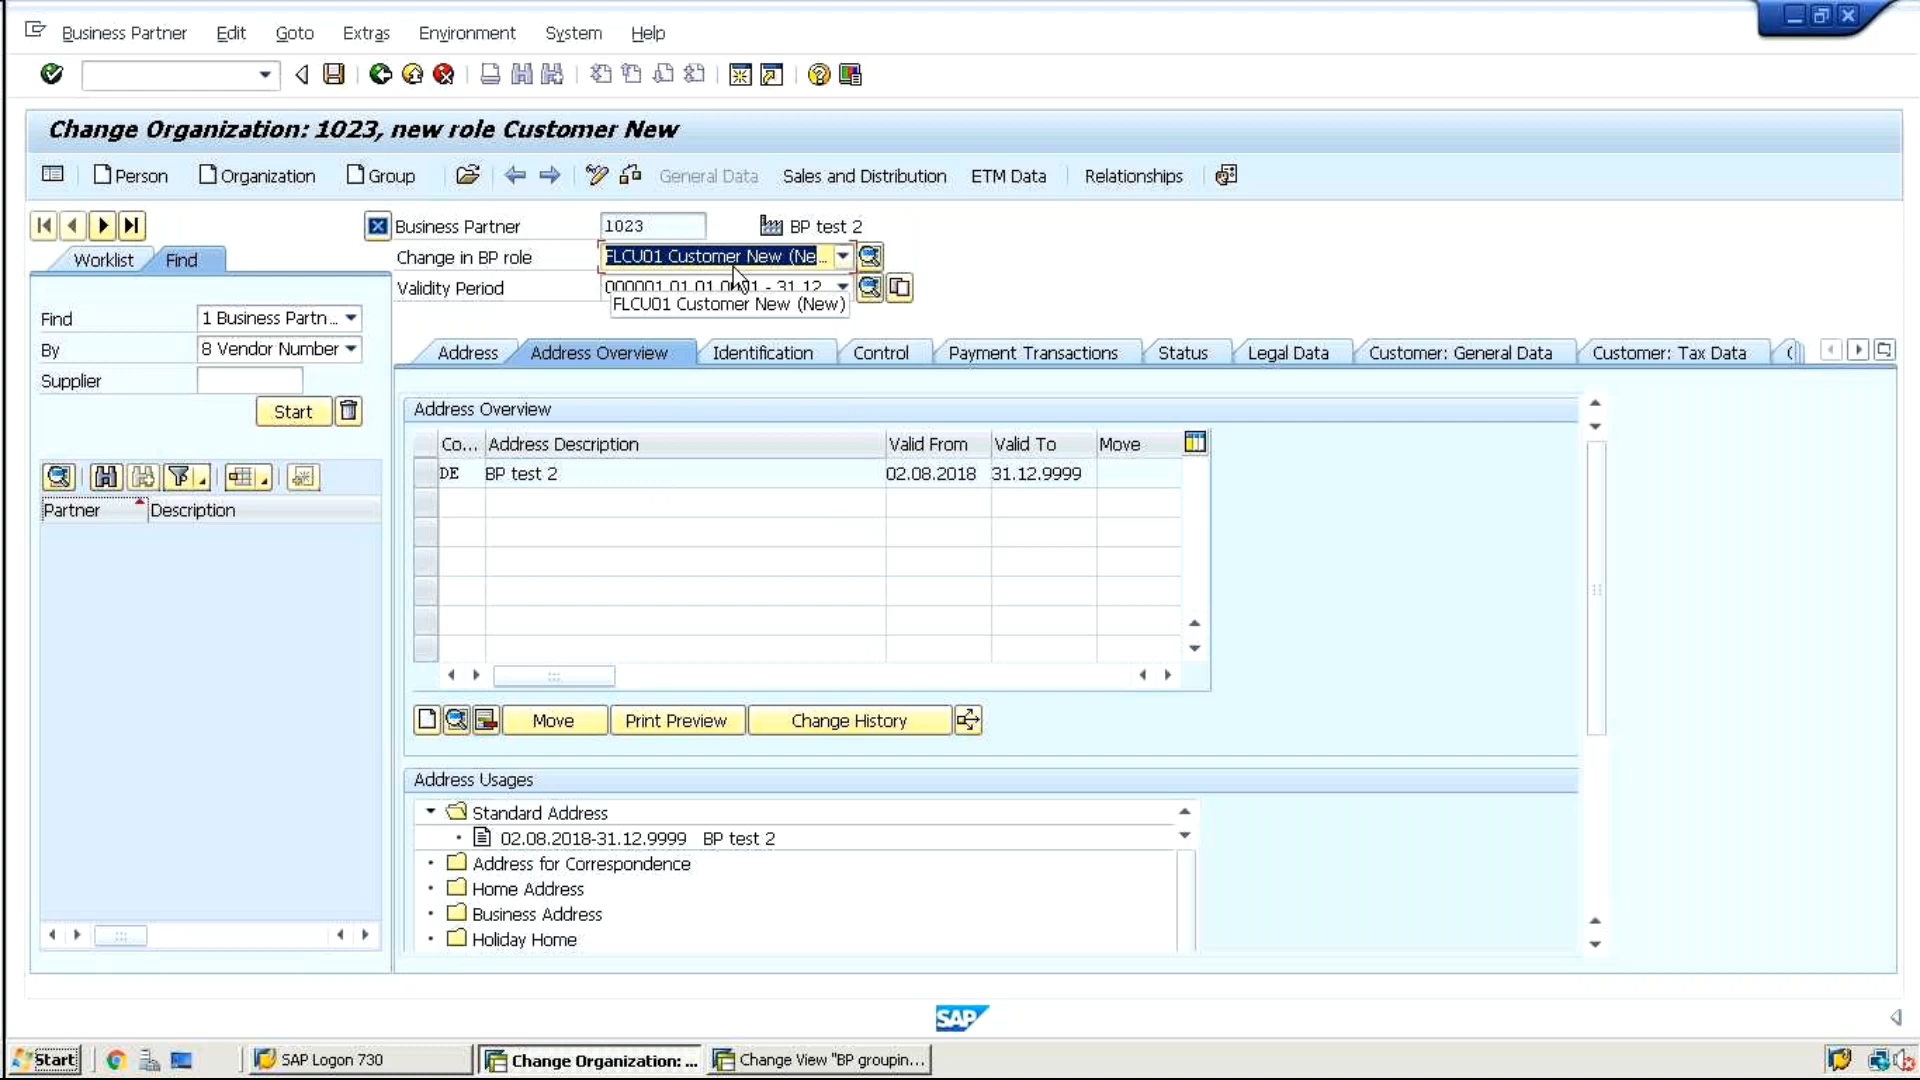 Business Partner Edit Goto Extras Environment System Help
Change Organization: 1023, new role Customer New
Person Organization Group General Data Sales and Distribution ETM Data Relationships
Business Partner 1023 BP test 2
Change in BP role FLCU01 Customer New (Ne...
Validity Period
FLCU01 Customer New (New)
Worklist Find
Find 1 Business Partn...
By 8 Vendor Number
Supplier
Start
Partner Description
Address Address Overview Identification Control Payment Transactions Status Legal Data Customer: General Data Customer: Tax Data
Address Overview
Co... Address Description Valid From Valid To Move
DE BP test 2 02.08.2018 31.12.9999
Move Print Preview Change History
Address Usages
Standard Address
02.08.2018-31.12.9999 BP test 2
Address for Correspondence
Home Address
Business Address
Holiday Home
SAP
Start SAP Logon 730 Change Organization: ... Change View "BP groupin...